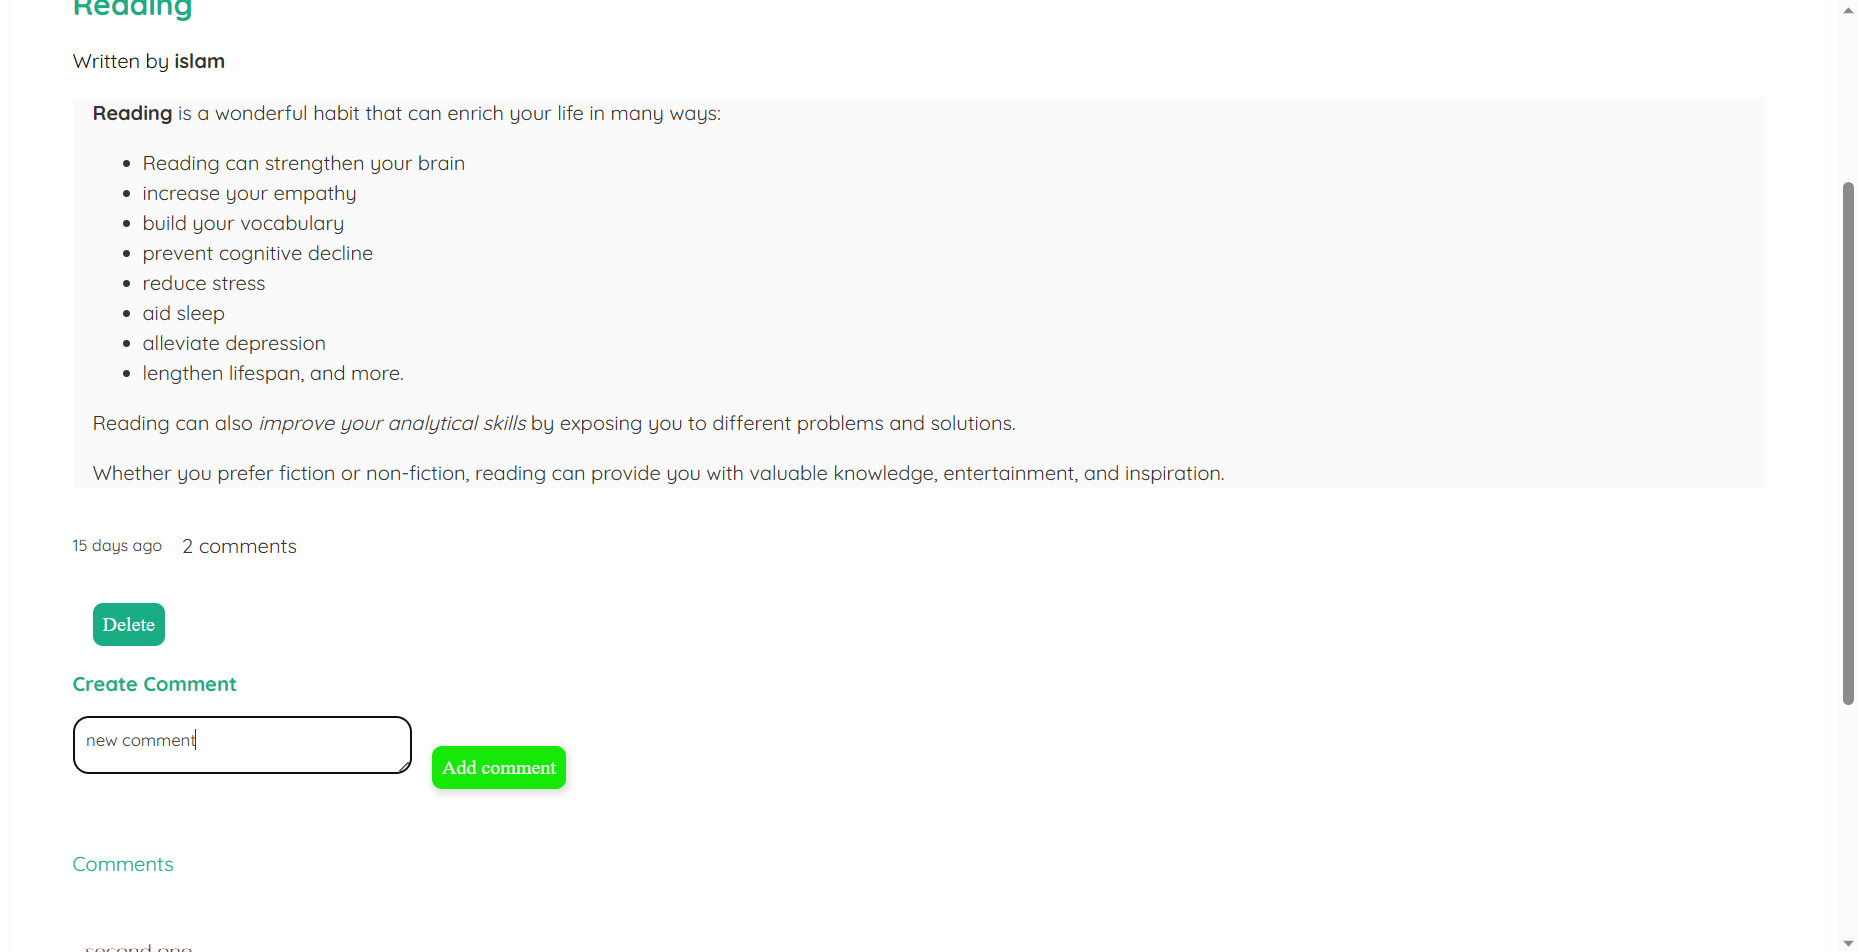 Reading
Written by islam
Reading is a wonderful habit that can enrich your life in many ways:
Reading can strengthen your brain
increase your empathy
build your vocabulary
prevent cognitive decline
reduce stress
aid sleep
alleviate depression
lengthen lifespan, and more.
Reading can also improve your analytical skills by exposing you to different problems and solutions.
Whether you prefer fiction or non-fiction, reading can provide you with valuable knowledge, entertainment, and inspiration.
15 days ago 2 comments
Delete
Create Comment
new comment
Add comment
Comments
second one